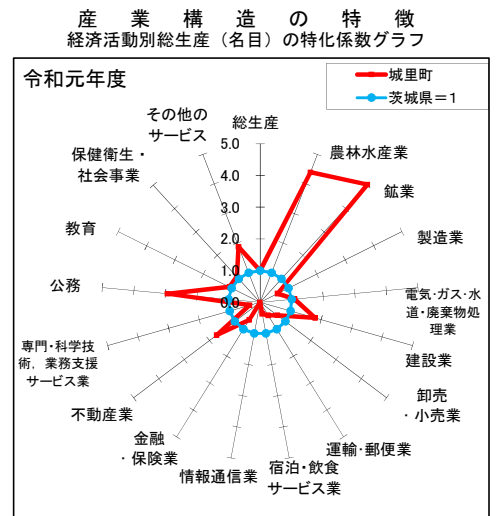 産業構造の特徴
経済活動別総生産（名目）の特化係数グラフ
令和元年度
城里町
茨城県＝1
総生産
農林水産業
鉱業
製造業
電気･ガス･水
道･廃棄物処
理業
建設業
卸売
・小売業
運輸･郵便業
宿泊・飲食
サービス業
情報通信業
金融
・保険業
不動産業
専門・科学技
術，業務支援
サービス業
公務
教育
保健衛生・
社会事業
その他の
サービス
5.0
4.0
3.0
2.0
1.0
0.0